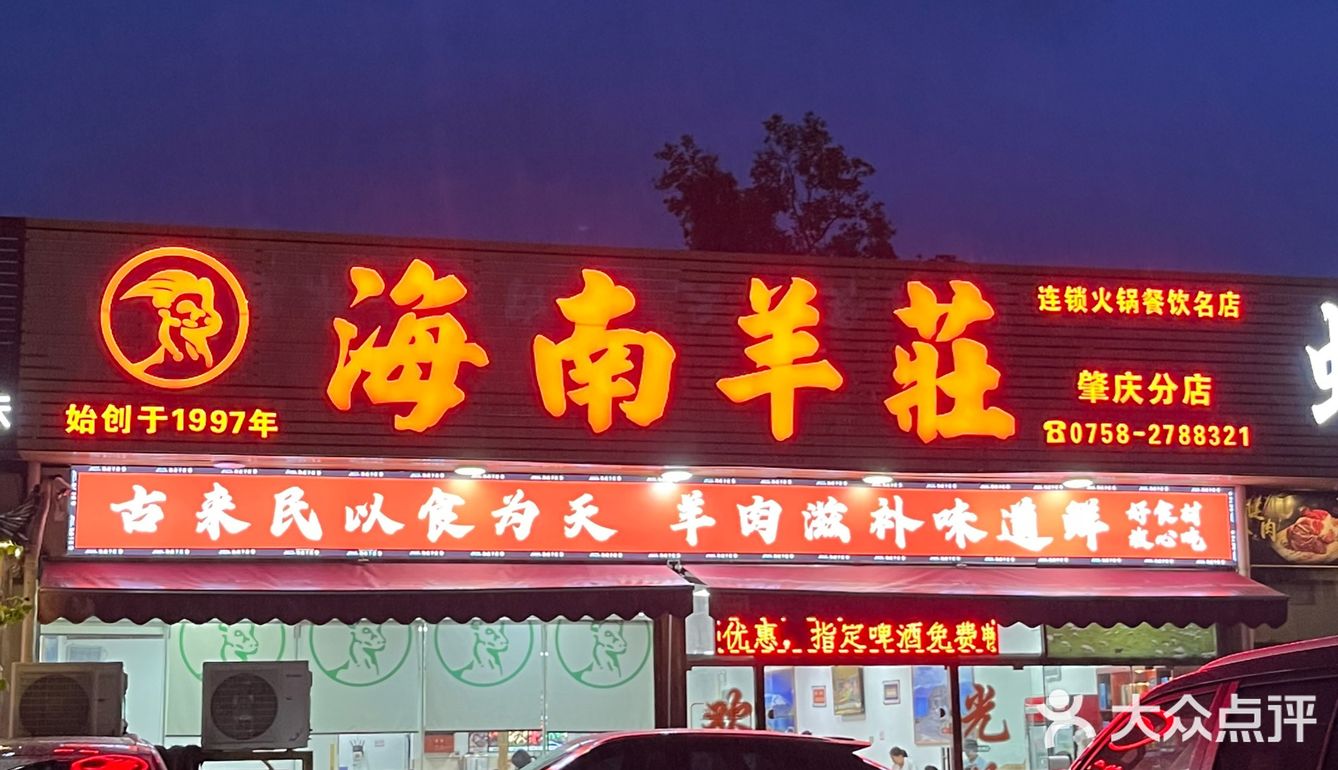 海南羊莊
连锁火锅餐饮名店
肇庆分店
☎0758-2788321
始创于1997年
古来民以食为天 羊肉滋补味道鲜
好食材
放心吃
优惠，指定啤酒免费
欢
光
大众点评